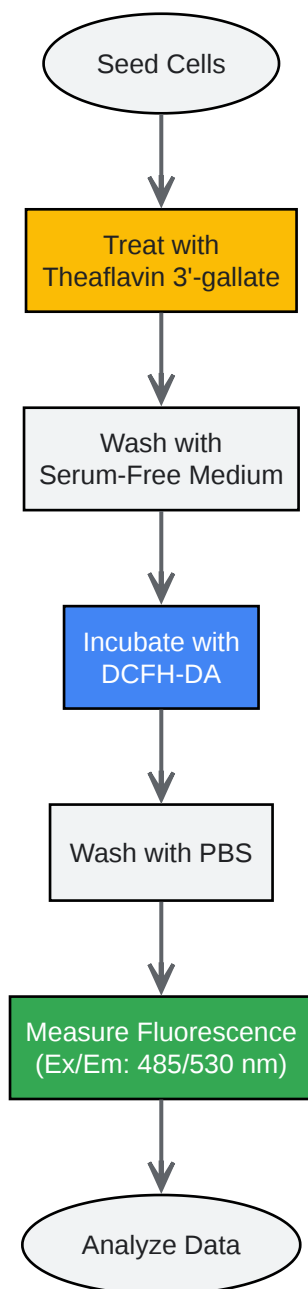 Seed Cells
Treat with
Theaflavin 3'-gallate
Wash with
Serum-Free Medium
Incubate with
DCFH-DA
Wash with PBS
Measure Fluorescence
(Ex/Em: 485/530 nm)
Analyze Data